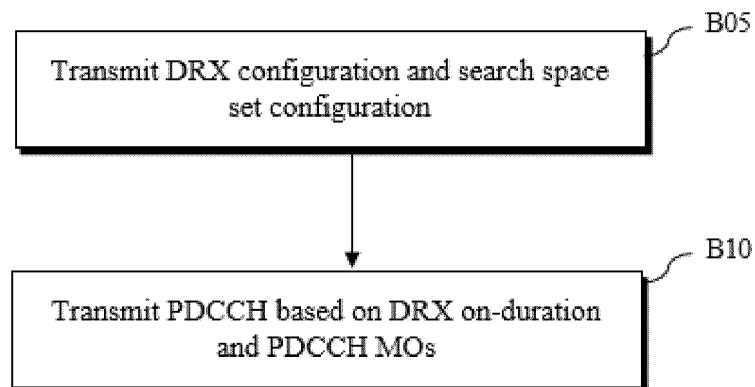 B05
Transmit DRX configuration and search space
set configuration
B10
Transmit PDCCH based on DRX on-duration
and PDCCH MOs